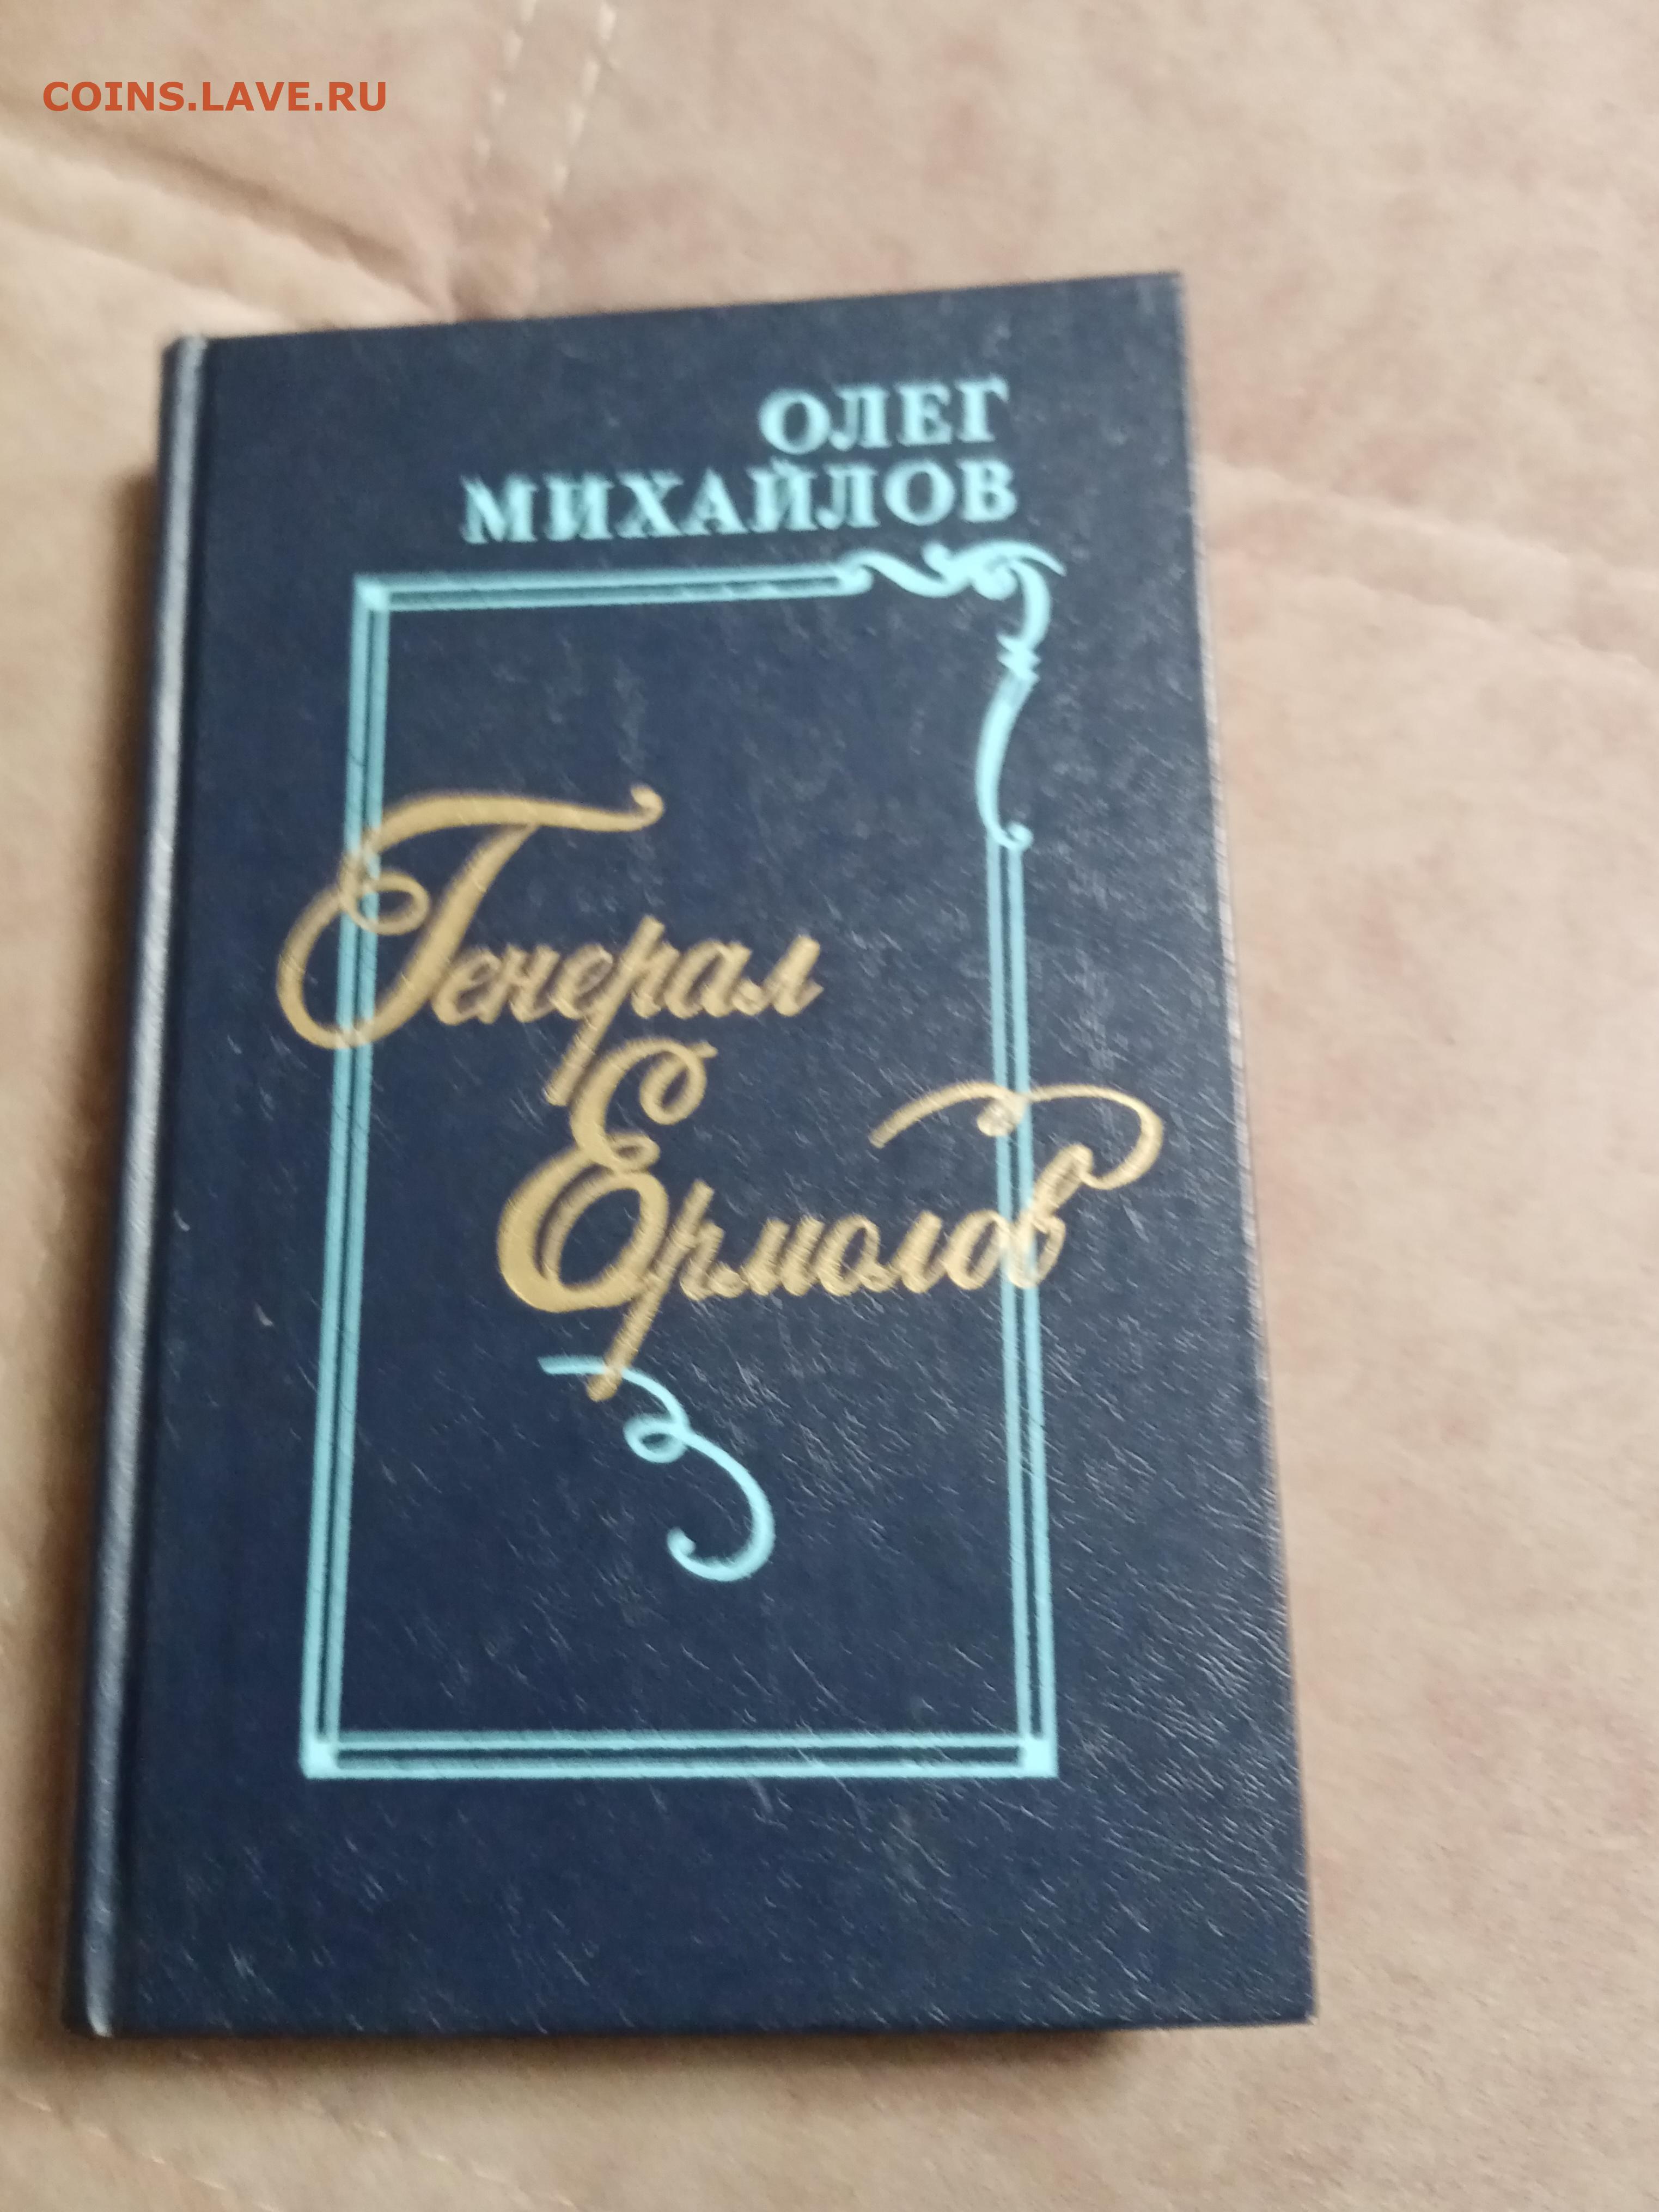 COINS.LAVE.RU
ОЛЕГ
МИХАЙЛОВ
Генерал
Ермолов